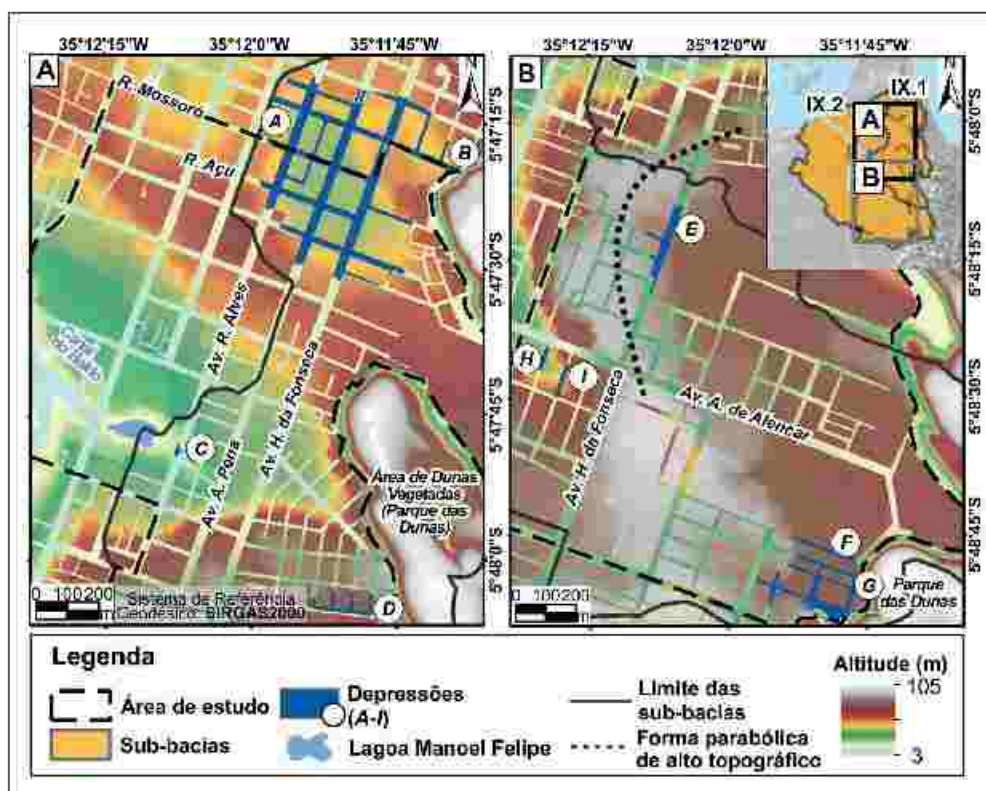 35°12'15"W 35°12'0"W 35°11'45"W
A
N
R. Mossoró
A
B
R. Açu
Av. R. Alves
Av. H. da Fonseca
C
Av. A. Pena
Área de Dunas
Vegetadas
(Parque das
Dunas)
D
0 100200
m
Sistema de Referência
Geodésico: SIRGAS2000
5°47'15"S
5°47'30"S
5°47'45"S
5°48'0"S
35°12'15"W 35°12'0"W 35°11'45"W
B
N
IX.1
IX.2
A
B
E
H
I
Av. H. da Fonseca
Av. A. de Alencar
F
G
Parque
das Dunas
0 100200
m
5°48'0"S
5°48'15"S
5°48'30"S
5°48'45"S
Legenda
Área de estudo
Sub-bacias
Depressões
(A-I)
Lagoa Manoel Felipe
Limite das
sub-bacias
Forma parabólica
de alto topográfico
Altitude (m)
105
3